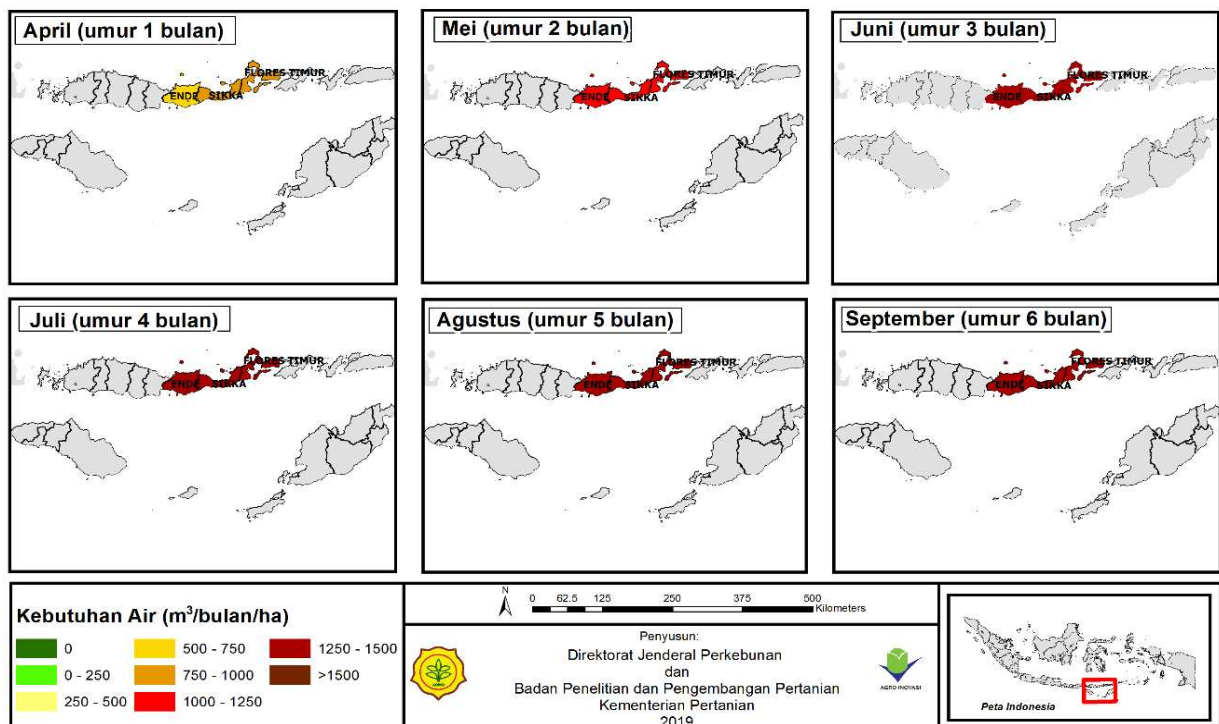 April (umur 1 bulan)
ENDE
SIKKA
FLORES TIMUR
Mei (umur 2 bulan)
ENDE
SIKKA
FLORES TIMUR
Juni (umur 3 bulan)
ENDE
SIKKA
FLORES TIMUR
Juli (umur 4 bulan)
ENDE
SIKKA
FLORES TIMUR
Agustus (umur 5 bulan)
ENDE
SIKKA
FLORES TIMUR
September (umur 6 bulan)
ENDE
SIKKA
FLORES TIMUR
Kebutuhan Air (m³/bulan/ha)
0
0 - 250
250 - 500
500 - 750
750 - 1000
1000 - 1250
1250 - 1500
>1500
N
0 62.5 125 250 375 500
Kilometers
Penyusun:
Direktorat Jenderal Perkebunan
dan
Badan Penelitian dan Pengembangan Pertanian
Kementerian Pertanian
2019
AGRO INOVASI
Peta Indonesia